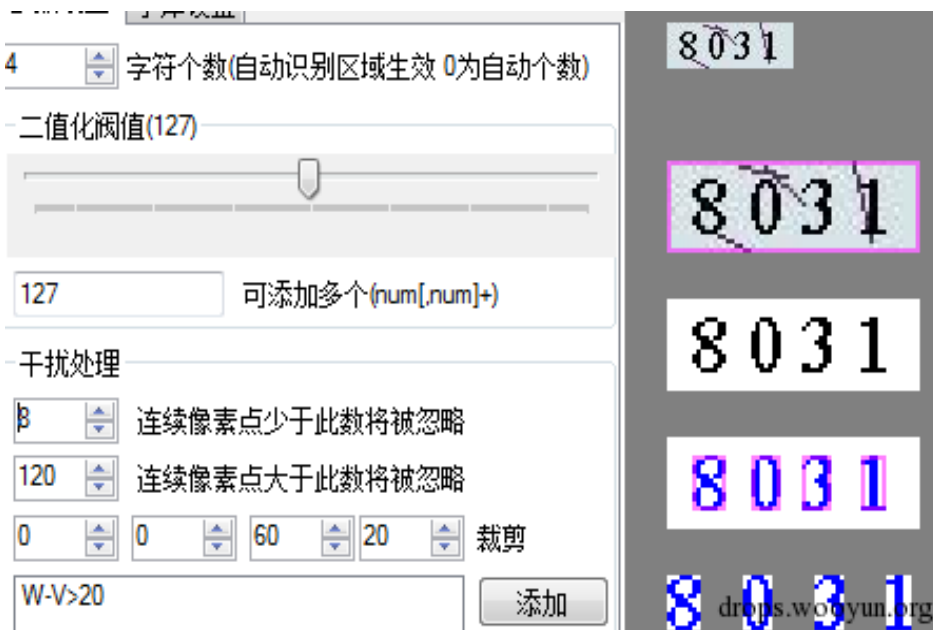 4 字符个数(自动识别区域生效 0为自动个数)
二值化阀值(127)
127 可添加多个(num[,num]+)
干扰处理
8 连续像素点少于此数将被忽略
120 连续像素点大于此数将被忽略
0 0 60 20 裁剪
W-V>20 添加
8031
8031
8031
8031
8031
drops.wooyun.org